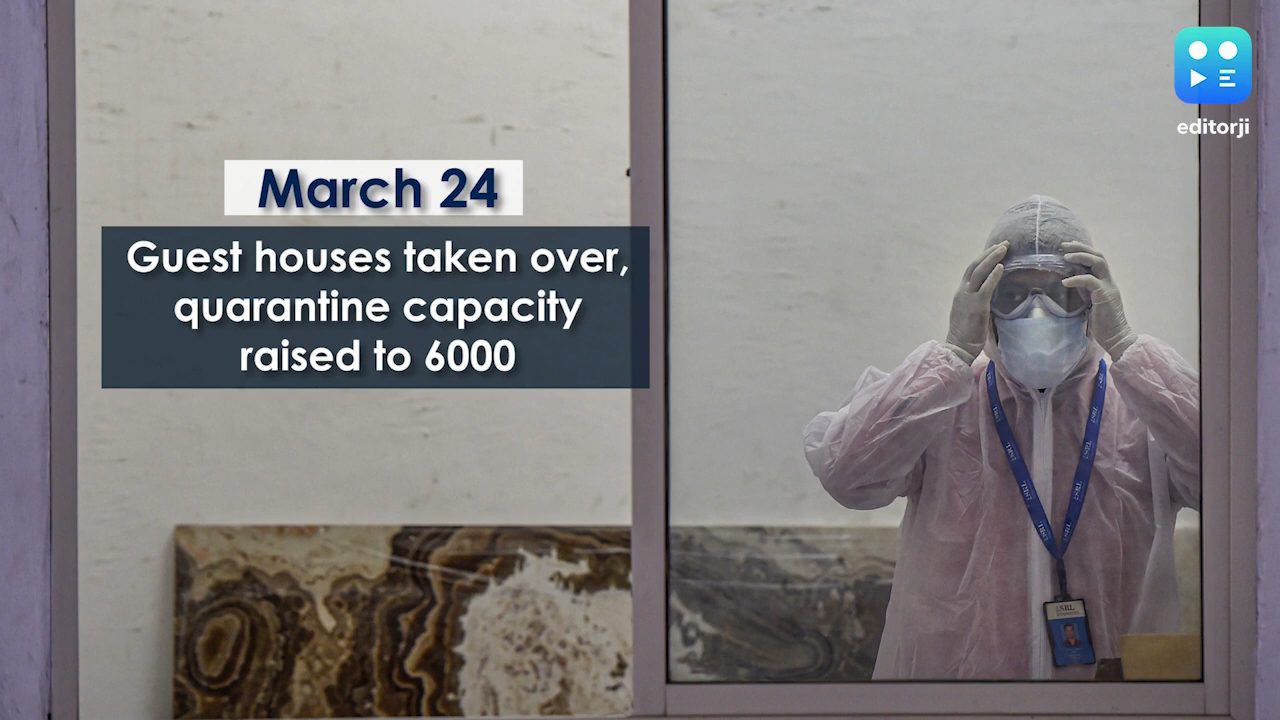 editorji
March 24
Guest houses taken over,
quarantine capacity
raised to 6000